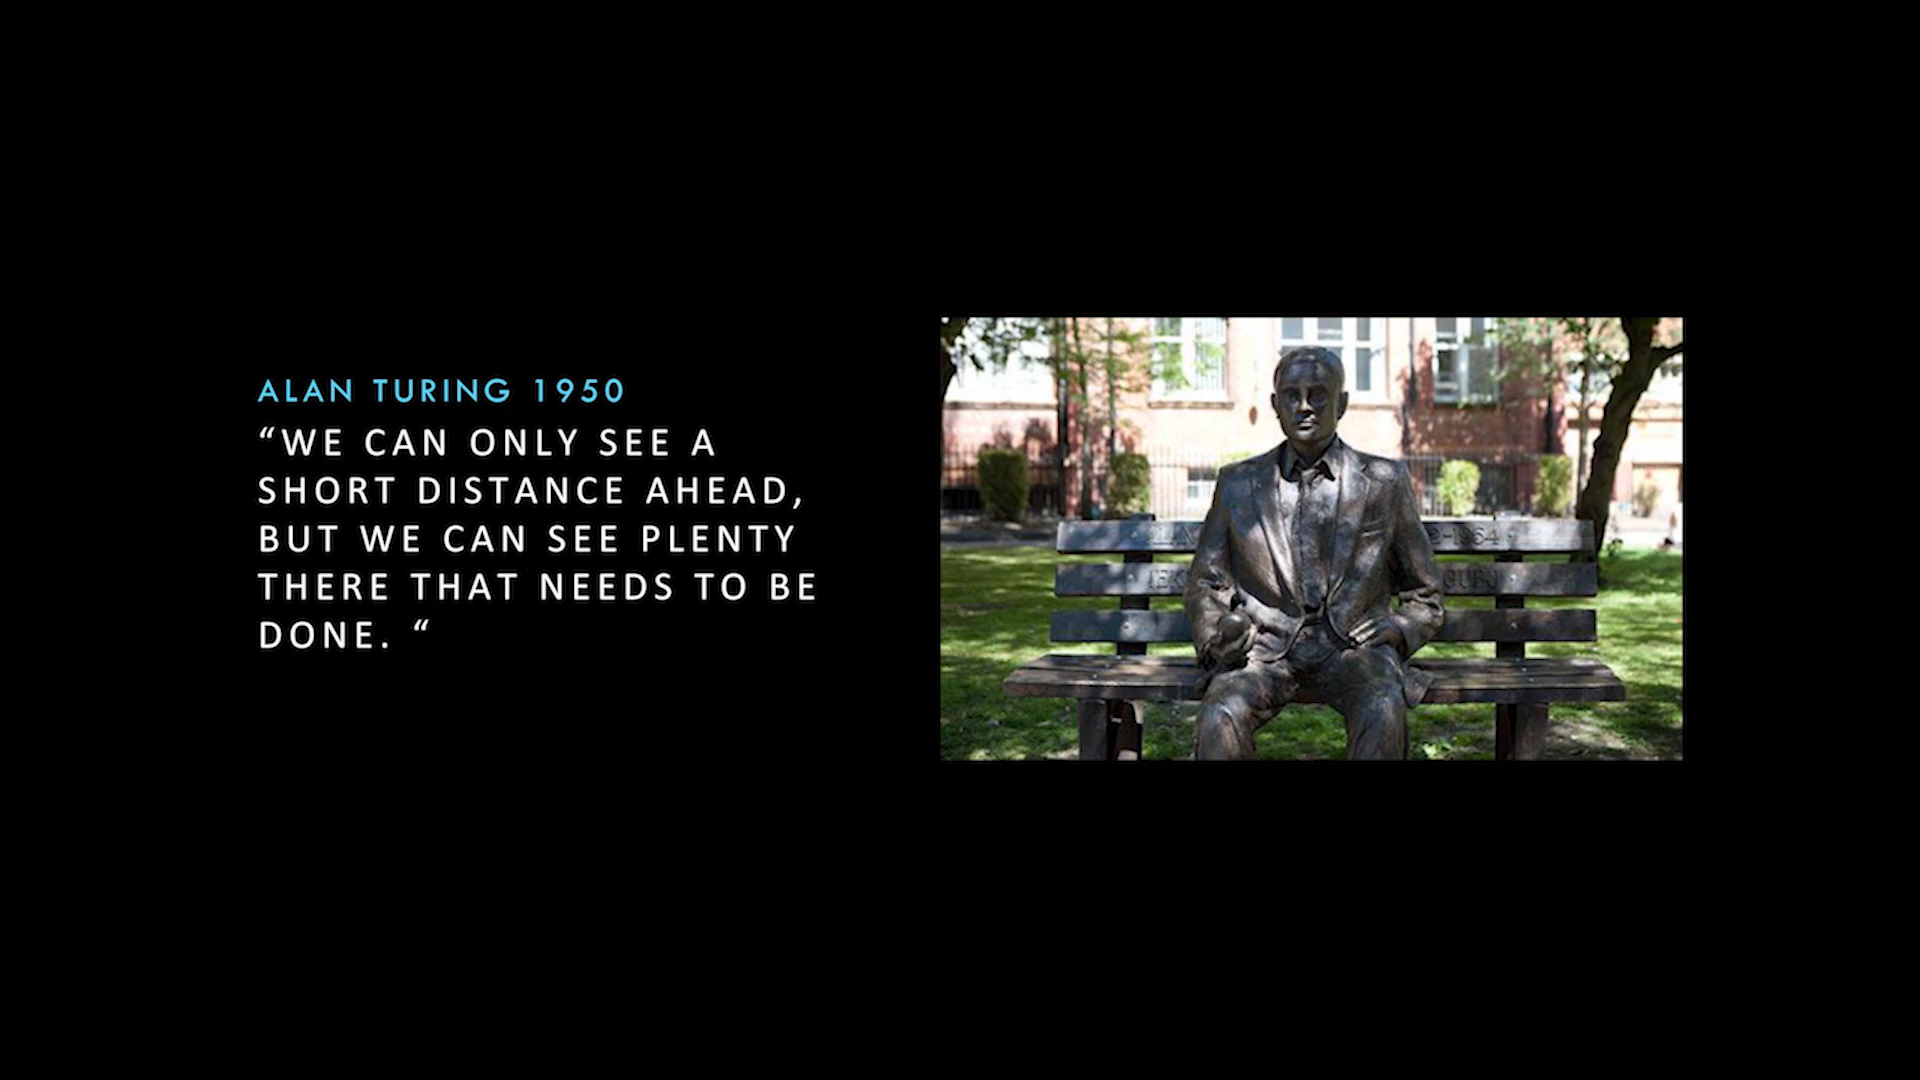 ALAN TURING 1950
“WE CAN ONLY SEE A
SHORT DISTANCE AHEAD,
BUT WE CAN SEE PLENTY
THERE THAT NEEDS TO BE
DONE. “